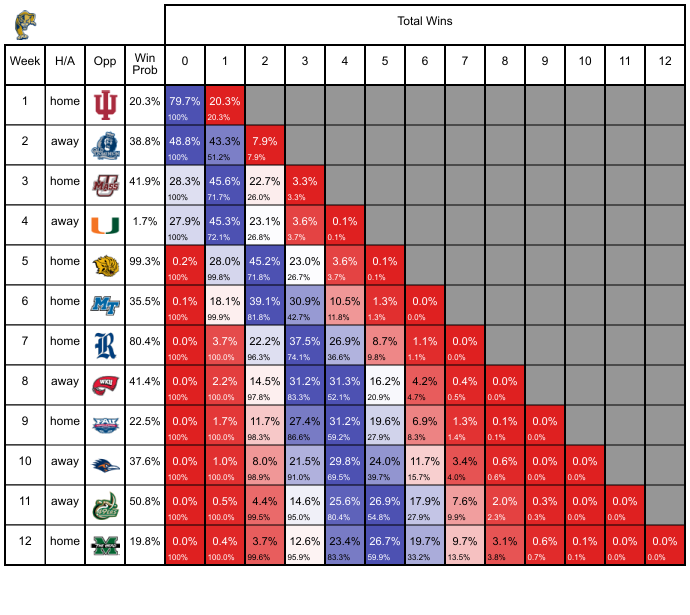 Total Wins
Week H/A Opp Win Prob 0 1 2 3 4 5 6 7 8 9 10 11 12
1 home 20.3% 79.7% 20.3%
100% 20.3%
2 away 38.8% 48.8% 43.3% 7.9%
100% 51.2% 7.9%
3 home 41.9% 28.3% 45.6% 22.7% 3.3%
100% 71.7% 26.0% 3.3%
4 away 1.7% 27.9% 45.3% 23.1% 3.6% 0.1%
100% 72.1% 26.8% 3.7% 0.1%
5 home 99.3% 0.2% 28.0% 45.2% 23.0% 3.6% 0.1%
100% 99.8% 71.8% 26.7% 3.7% 0.1%
6 home 35.5% 0.1% 18.1% 39.1% 30.9% 10.5% 1.3% 0.0%
100% 99.9% 81.8% 42.7% 11.8% 1.3% 0.0%
7 home 80.4% 0.0% 3.7% 22.2% 37.5% 26.9% 8.7% 1.1% 0.0%
100% 100.0% 96.3% 74.1% 36.6% 9.8% 1.1% 0.0%
8 away 41.4% 0.0% 2.2% 14.5% 31.2% 31.3% 16.2% 4.2% 0.4% 0.0%
100% 100.0% 97.8% 83.3% 52.1% 20.9% 4.7% 0.5% 0.0%
9 home 22.5% 0.0% 1.7% 11.7% 27.4% 31.2% 19.6% 6.9% 1.3% 0.1% 0.0%
100% 100.0% 98.3% 86.6% 59.2% 27.9% 8.3% 1.4% 0.1% 0.0%
10 away 37.6% 0.0% 1.0% 8.0% 21.5% 29.8% 24.0% 11.7% 3.4% 0.6% 0.0% 0.0%
100% 100.0% 98.9% 91.0% 69.5% 39.7% 15.7% 4.0% 0.6% 0.0% 0.0%
11 away 50.8% 0.0% 0.5% 4.4% 14.6% 25.6% 26.9% 17.9% 7.6% 2.0% 0.3% 0.0% 0.0%
100% 100.0% 99.5% 95.0% 80.4% 54.8% 27.9% 9.9% 2.3% 0.3% 0.0% 0.0%
12 home 19.8% 0.0% 0.4% 3.7% 12.6% 23.4% 26.7% 19.7% 9.7% 3.1% 0.6% 0.1% 0.0% 0.0%
100% 100.0% 99.6% 95.9% 83.3% 59.9% 33.2% 13.5% 3.8% 0.7% 0.1% 0.0% 0.0%